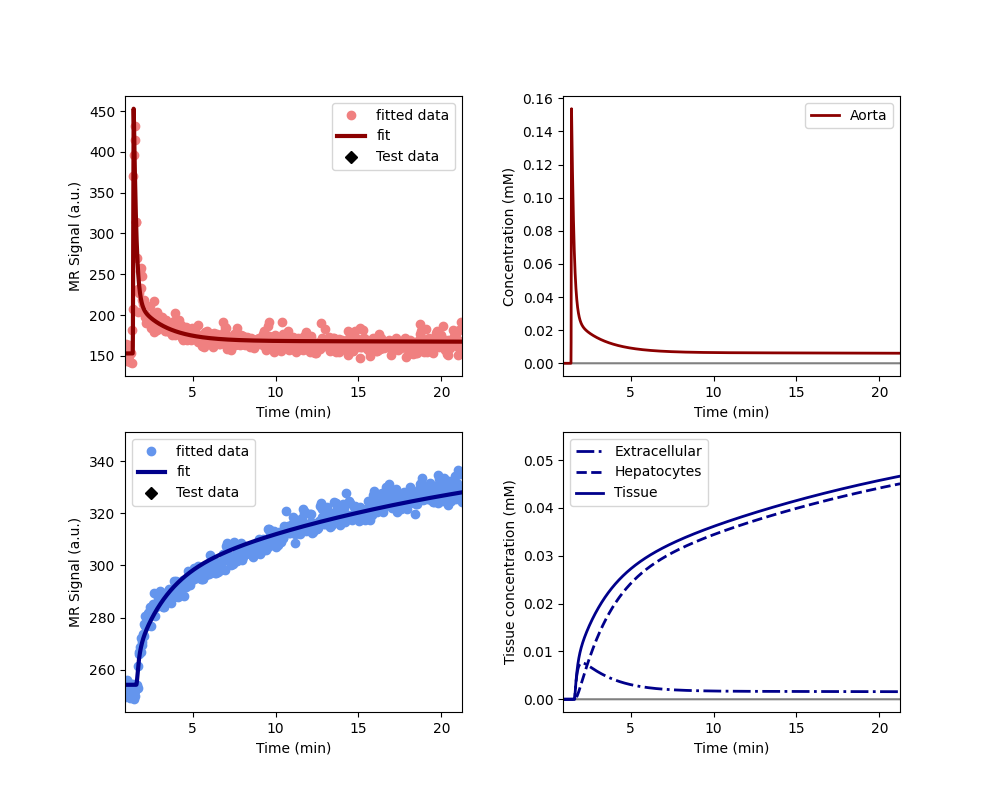 MR Signal (a.u.)
450
400
350
300
250
200
150
fitted data
fit
Test data
5 10 15 20
Time (min)
Concentration (mM)
0.16
0.14
0.12
0.10
0.08
0.06
0.04
0.02
0.00
Aorta
5 10 15 20
Time (min)
MR Signal (a.u.)
340
320
300
280
260
fitted data
fit
Test data
5 10 15 20
Time (min)
Tissue concentration (mM)
0.05
0.04
0.03
0.02
0.01
0.00
Extracellular
Hepatocytes
Tissue
5 10 15 20
Time (min)